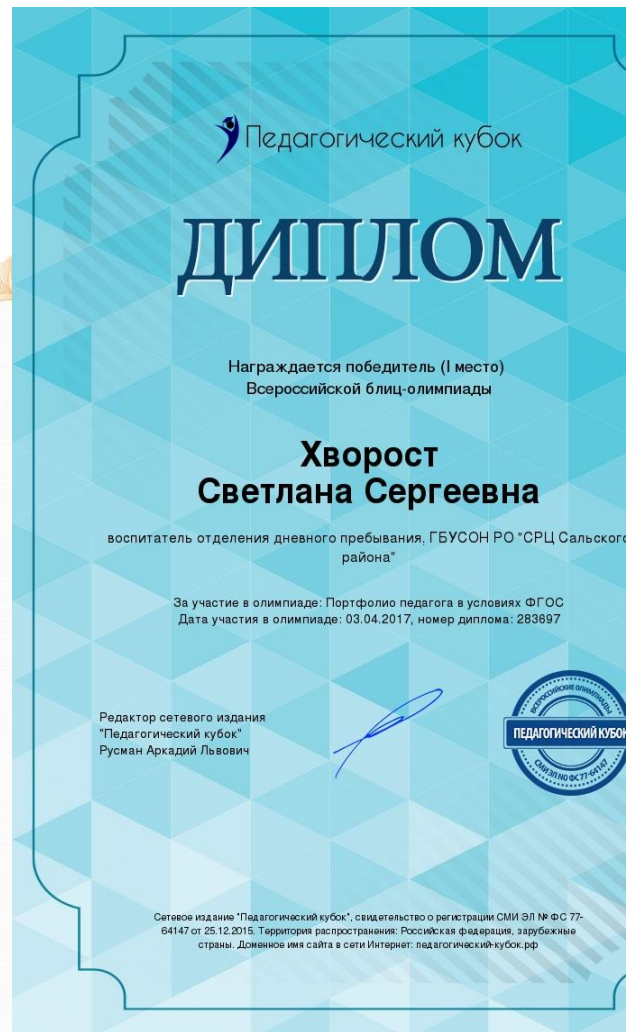 Педагогический кубок
ДИПЛОМ
Награждается победитель (I место)
Всероссийской блиц-олимпиады
Хворост
Светлана Сергеевна
воспитатель отделения дневного пребывания, ГБУСОН РО "СРЦ Сальского
района"
За участие в олимпиаде: Портфолио педагога в условиях ФГОС
Дата участия в олимпиаде: 03.04.2017, номер диплома: 283697
Редактор сетевого издания
"Педагогический кубок"
Русман Аркадий Львович
ВСЕРОССИЙСКИЕ ОЛИМПИАДЫ
ПЕДАГОГИЧЕСКИЙ КУБОК
СМИ ЭЛ NO ФС 77-64147
Сетевое издание "Педагогический кубок", свидетельство о регистрации СМИ ЭЛ № ФС 77-
64147 от 25.12.2015. Территория распространения: Российская федерация, зарубежные
страны. Доменное имя сайта в сети Интернет: педагогический-кубок.рф